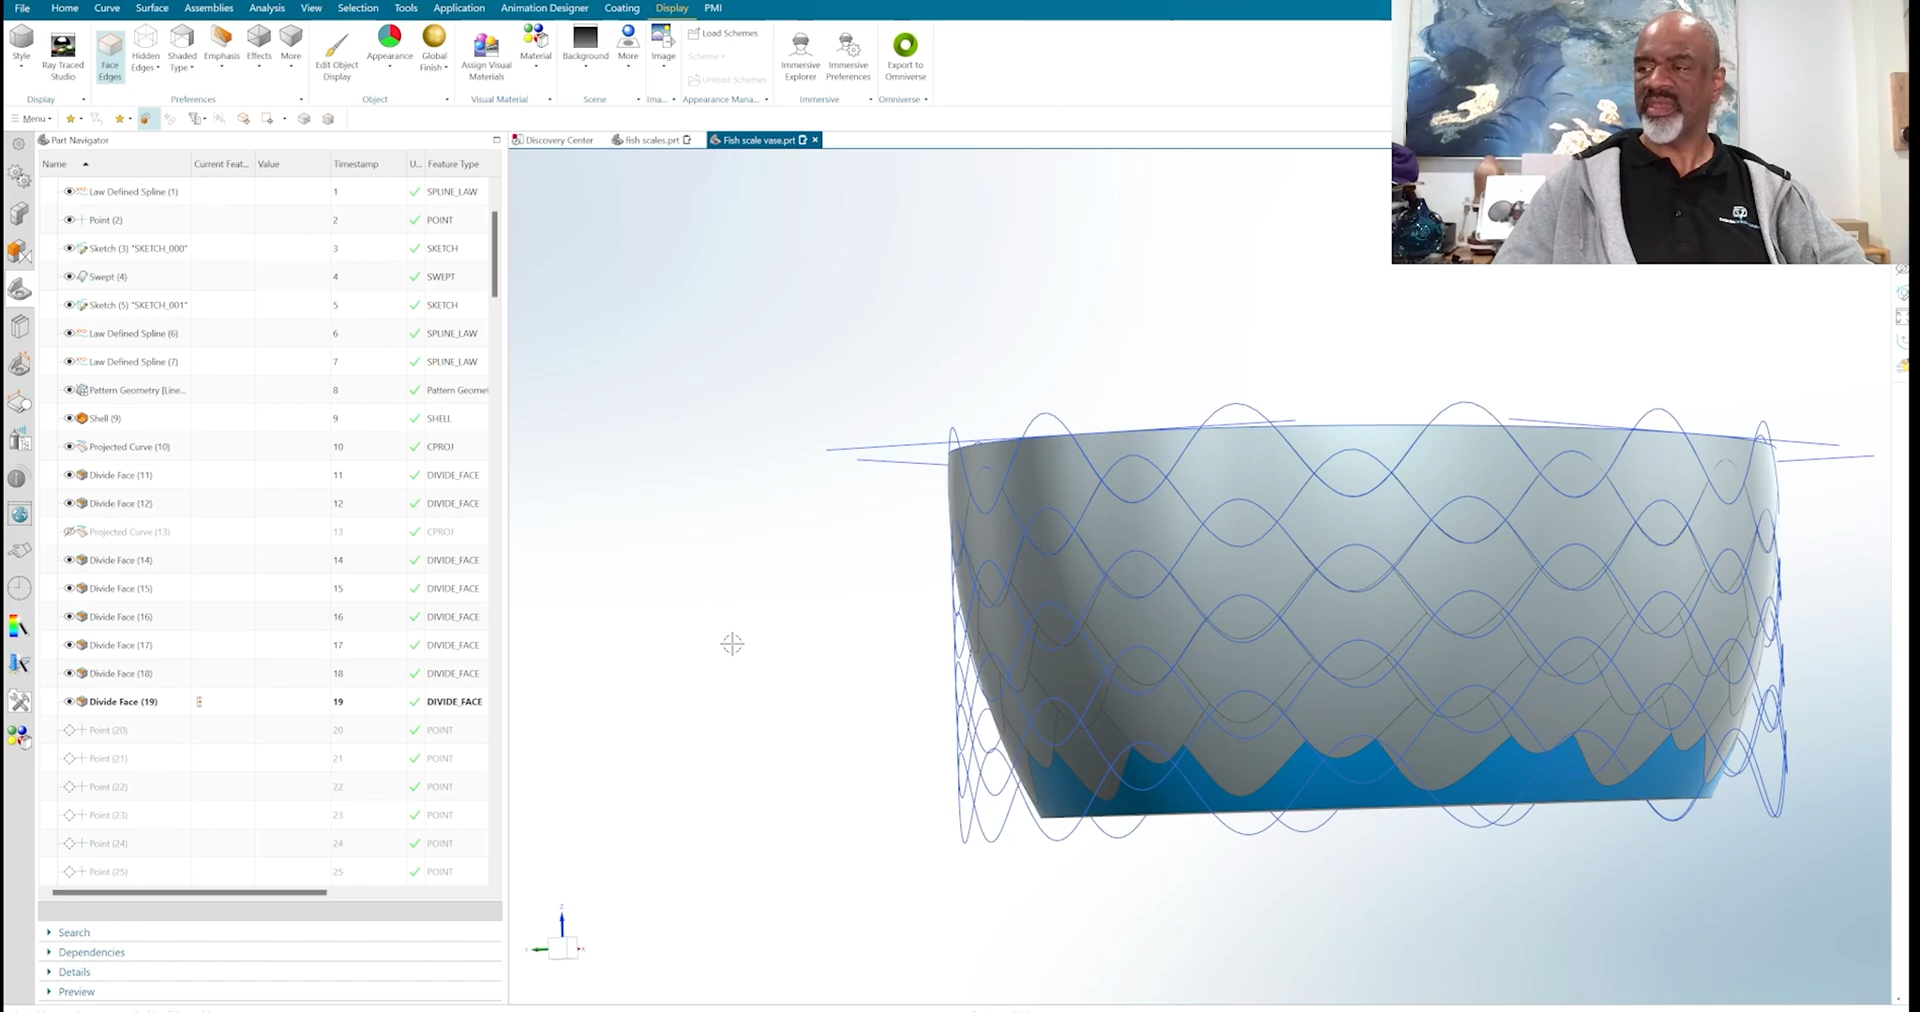 File Home Curve Surface Assemblies Analysis View Selection Tools Application Animation Designer Coating Display PMI
Style
Ray Traced Studio
Face Edges
Hidden Edges
Shaded Type
Emphasis
Effects
More
Edit Object Display
Appearance
Global Finish
Assign Visual Materials
Material
Background
More
Image
Load Schemes
Scheme
Unload Schemes
Immersive Explorer
Immersive Preferences
Export to Omniverse
Display Preferences Object Visual Material Scene Ima... Appearance Mana... Immersive Omniverse
Menu
Part Navigator
Discovery Center fish scales.prt Fish scale vase.prt
Name Current Feat... Value Timestamp U... Feature Type
Law Defined Spline (1) 1 SPLINE_LAW
Point (2) 2 POINT
Sketch (3) "SKETCH_000" 3 SKETCH
Swept (4) 4 SWEPT
Sketch (5) "SKETCH_001" 5 SKETCH
Law Defined Spline (6) 6 SPLINE_LAW
Law Defined Spline (7) 7 SPLINE_LAW
Pattern Geometry [Line... 8 Pattern Geomet
Shell (9) 9 SHELL
Projected Curve (10) 10 CPROJ
Divide Face (11) 11 DIVIDE_FACE
Divide Face (12) 12 DIVIDE_FACE
Projected Curve (13) 13 CPROJ
Divide Face (14) 14 DIVIDE_FACE
Divide Face (15) 15 DIVIDE_FACE
Divide Face (16) 16 DIVIDE_FACE
Divide Face (17) 17 DIVIDE_FACE
Divide Face (18) 18 DIVIDE_FACE
Divide Face (19) 19 DIVIDE_FACE
Point (20) 20 POINT
Point (21) 21 POINT
Point (22) 22 POINT
Point (23) 23 POINT
Point (24) 24 POINT
Point (25) 25 POINT
Search
Dependencies
Details
Preview
Z
Y
X